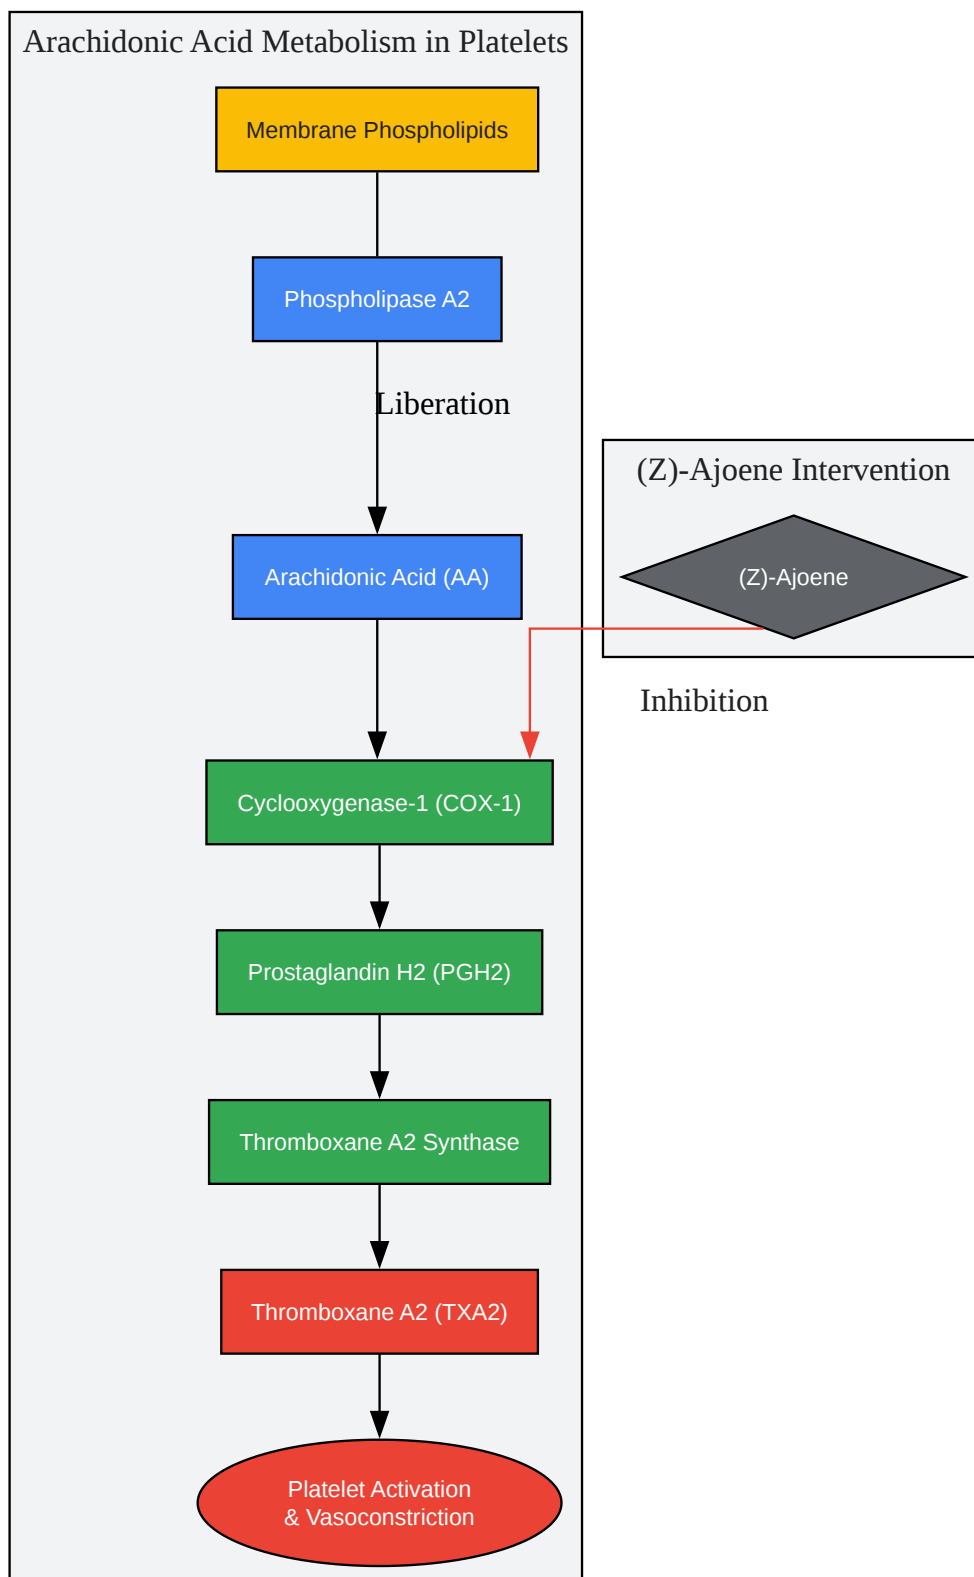 Arachidonic Acid Metabolism in Platelets
Membrane Phospholipids
Phospholipase A2
Liberation
(Z)-Ajoene Intervention
Arachidonic Acid (AA)
(Z)-Ajoene
Inhibition
Cyclooxygenase-1 (COX-1)
Prostaglandin H2 (PGH2)
Thromboxane A2 Synthase
Thromboxane A2 (TXA2)
Platelet Activation
& Vasoconstriction